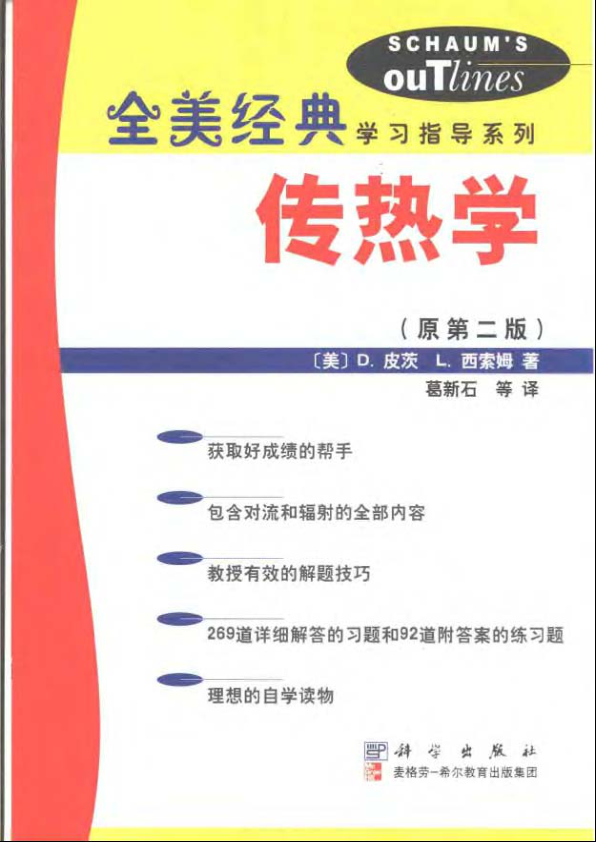 SCHAUM'S
ouTlines
全美经典学习指导系列
传热学
（原第二版）
〔美〕D. 皮茨 L. 西索姆 著
葛新石 等 译
获取好成绩的帮手
包含对流和辐射的全部内容
教授有效的解题技巧
269道详细解答的习题和92道附答案的练习题
理想的自学读物
科学出版社
麦格劳-希尔教育出版集团